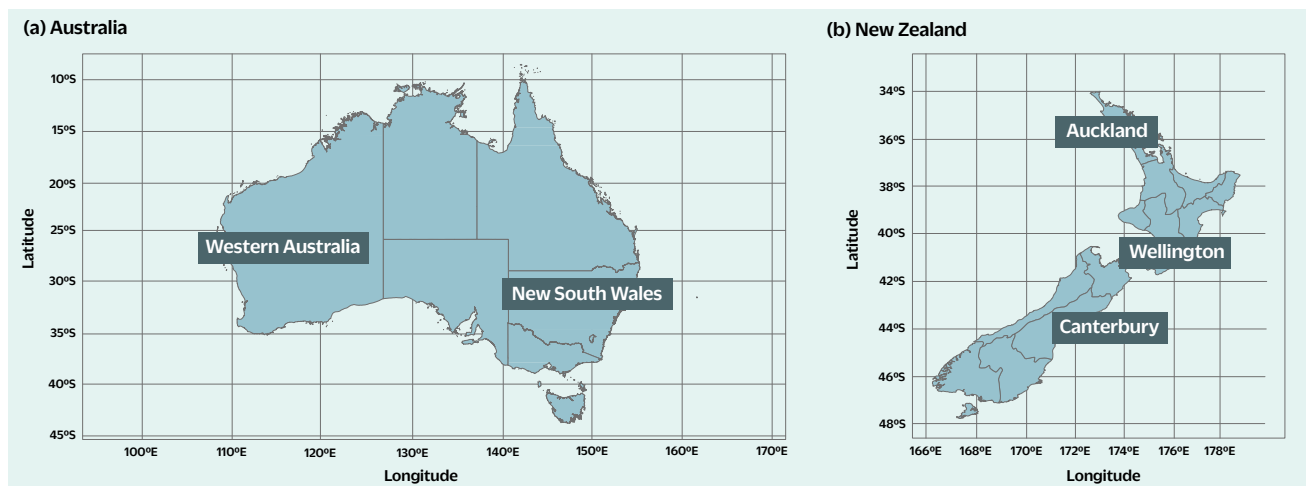 (a) Australia
10ºS
15ºS
20ºS
25ºS
30ºS
35ºS
40ºS
45ºS
Latitude
Western Australia
New South Wales
100ºE
110ºE
120ºE
130ºE
140ºE
150ºE
160ºE
170ºE
Longitude
(b) New Zealand
34ºS
36ºS
38ºS
40ºS
42ºS
44ºS
46ºS
48ºS
Latitude
Auckland
Wellington
Canterbury
166ºE
168ºE
170ºE
172ºE
174ºE
176ºE
178ºE
Longitude